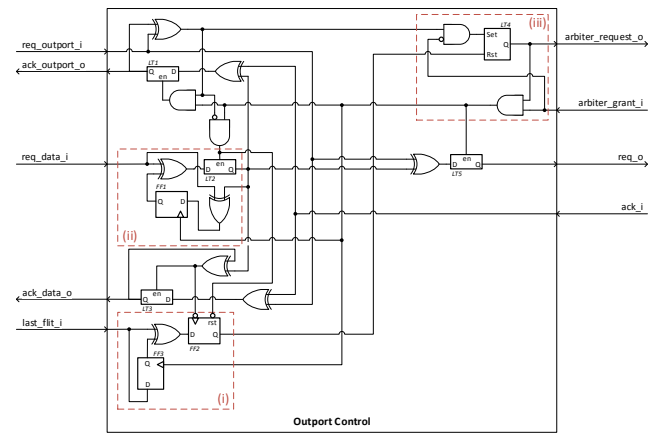 (iii)
LT4
req_outport_i
Set
Q
arbiter_request_o
ack_outport_o
LT1
Q D
en
Rst
arbiter_grant_i
req_data_i
en
D Q
LT2
en
D Q
LT5
req_o
FF1
Q D
ack_i
(ii)
ack_data_o
en
Q D
LT3
last_flit_i
rst
D Q
FF2
FF3
Q
D
(i)
Outport Control